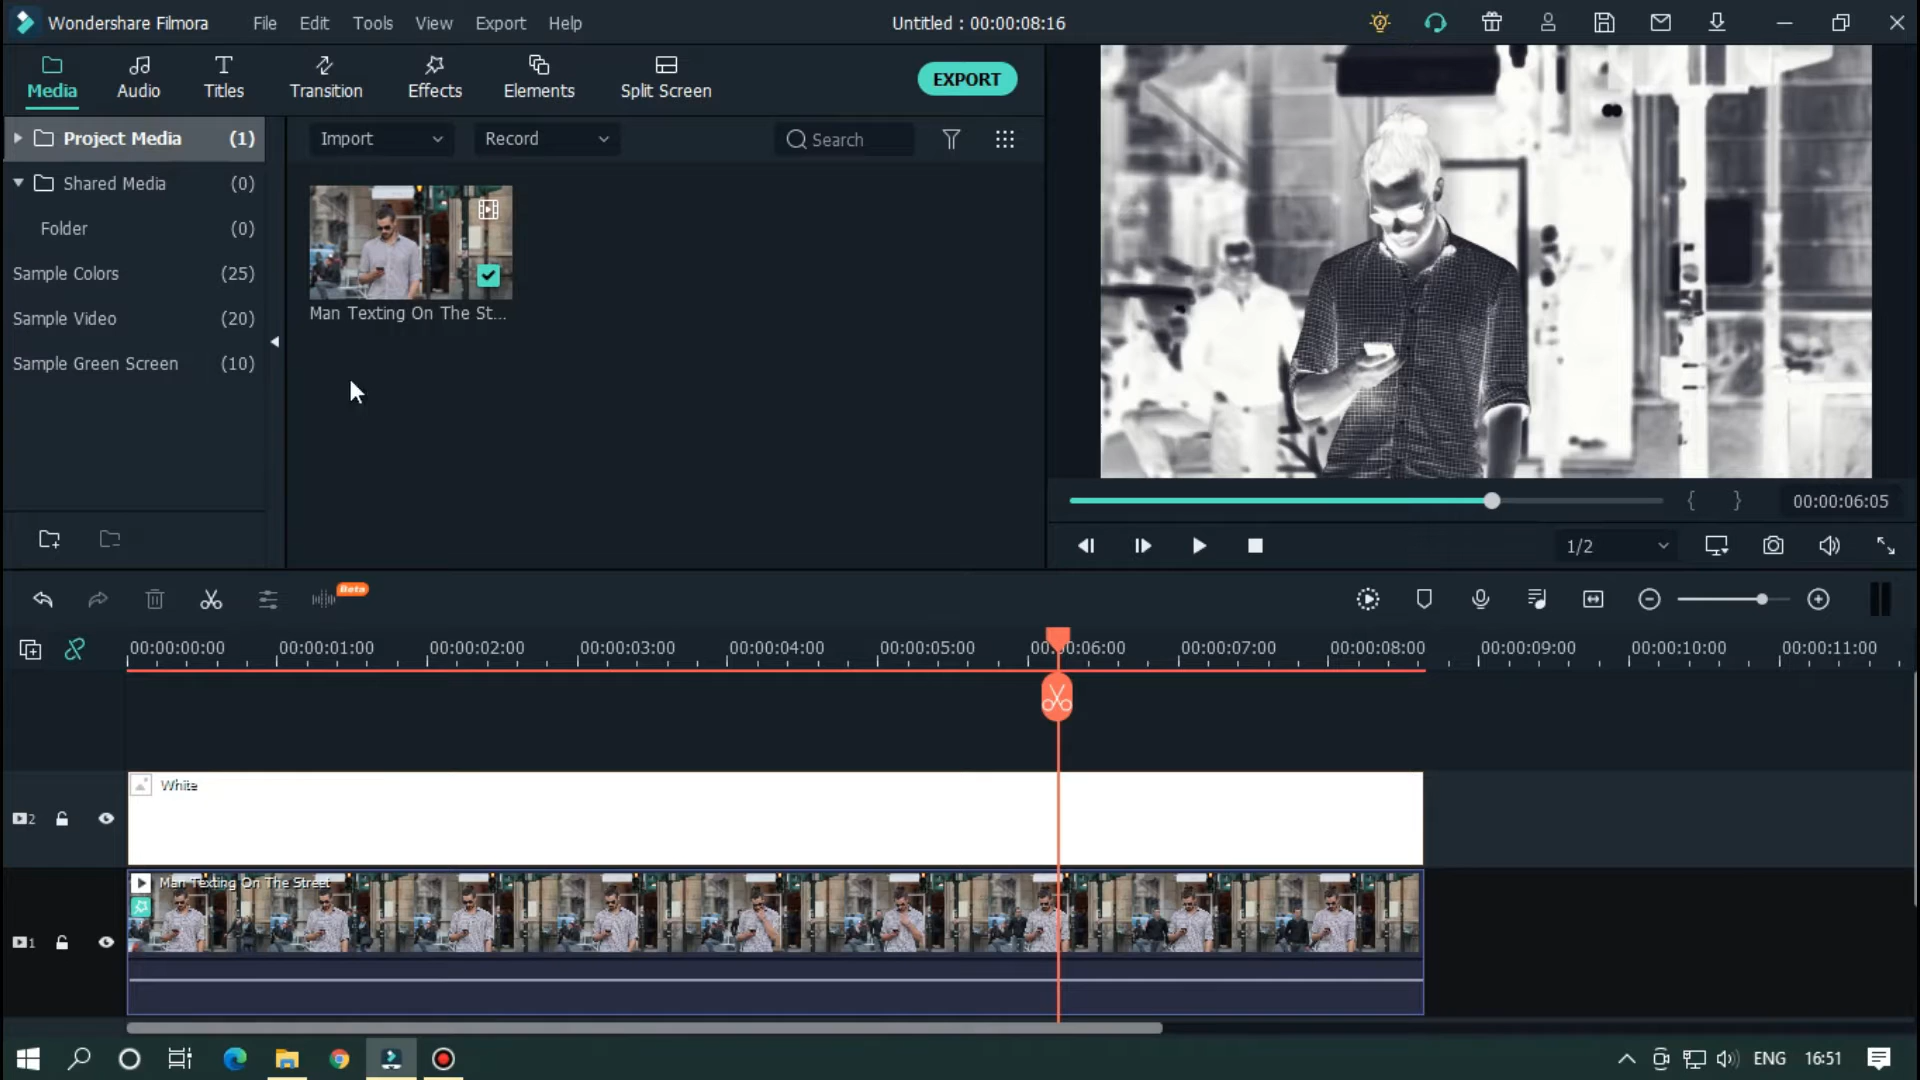 Wondershare Filmora File Edit Tools View Export Help Untitled : 00:00:08:16
Media Audio Titles Transition Effects Elements Split Screen EXPORT
Project Media (1)
Import Record Search
Shared Media (0)
Folder (0)
Sample Colors (25)
Sample Video (20)
Sample Green Screen (10)
Man Texting On The St...
00:00:06:05
1/2
Beta
00:00:00:00 00:00:01:00 00:00:02:00 00:00:03:00 00:00:04:00 00:00:05:00 00:00:06:00 00:00:07:00 00:00:08:00 00:00:09:00 00:00:10:00 00:00:11:00
White
2
Man Texting On The Street
1
ENG 16:51